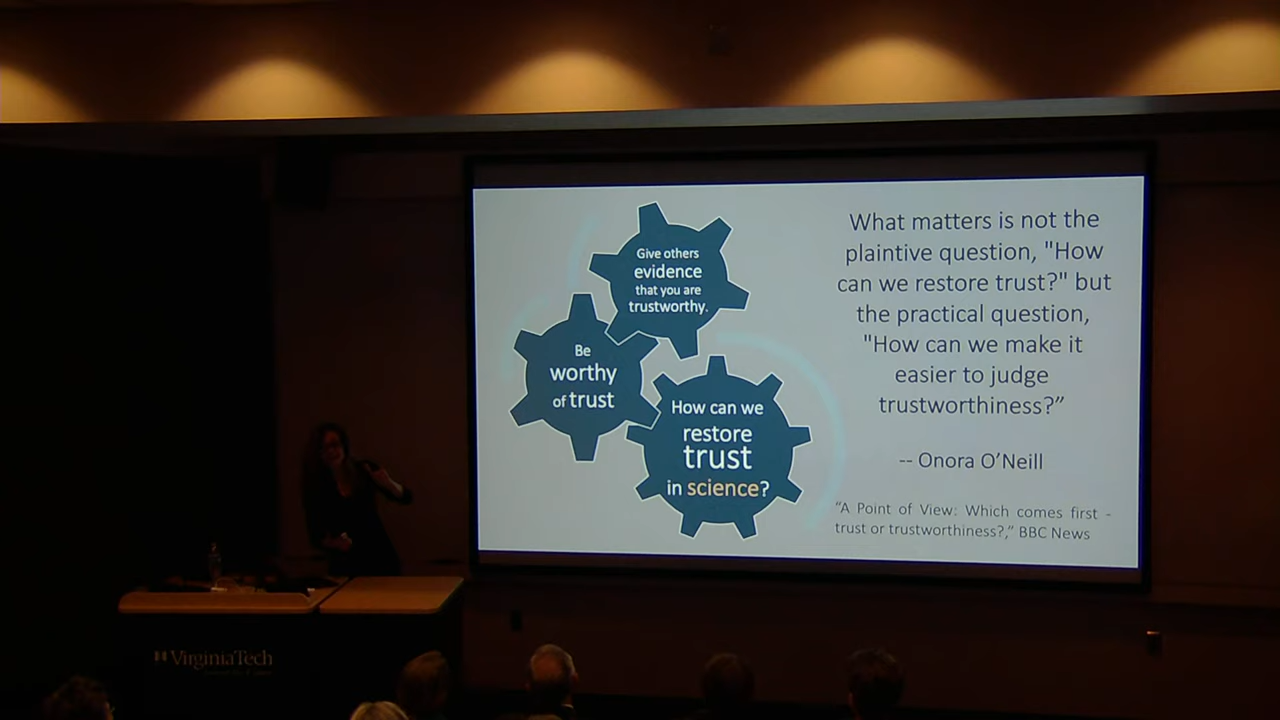 Give others
evidence
that you are
trustworthy.
Be
worthy
of trust
How can we
restore
trust
in science?
What matters is not the
plaintive question, "How
can we restore trust?" but
the practical question,
"How can we make it
easier to judge
trustworthiness?”
-- Onora O’Neill
“A Point of View: Which comes first -
trust or trustworthiness?,” BBC News
VirginiaTech